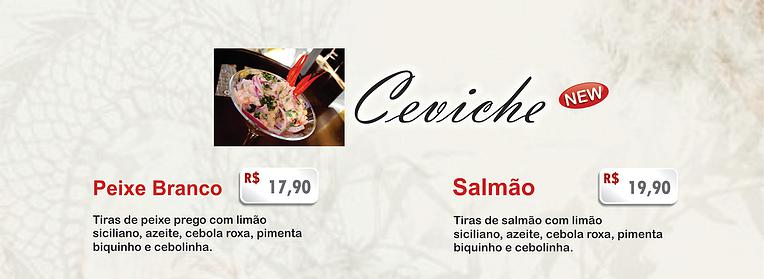 Ceviche NEW
Peixe Branco R$ 17,90
Tiras de peixe prego com limão
siciliano, azeite, cebola roxa, pimenta
biquinho e cebolinha.
Salmão R$ 19,90
Tiras de salmão com limão
siciliano, azeite, cebola roxa, pimenta
biquinho e cebolinha.